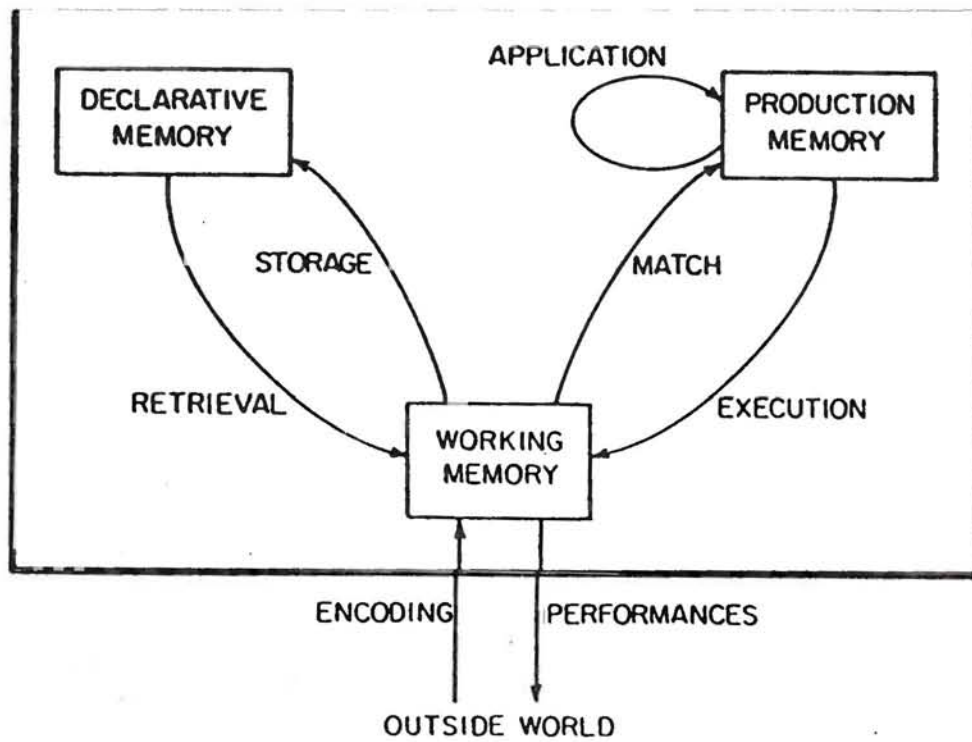 APPLICATION
DECLARATIVE
MEMORY
PRODUCTION
MEMORY
STORAGE
MATCH
RETRIEVAL
EXECUTION
WORKING
MEMORY
ENCODING
PERFORMANCES
OUTSIDE WORLD